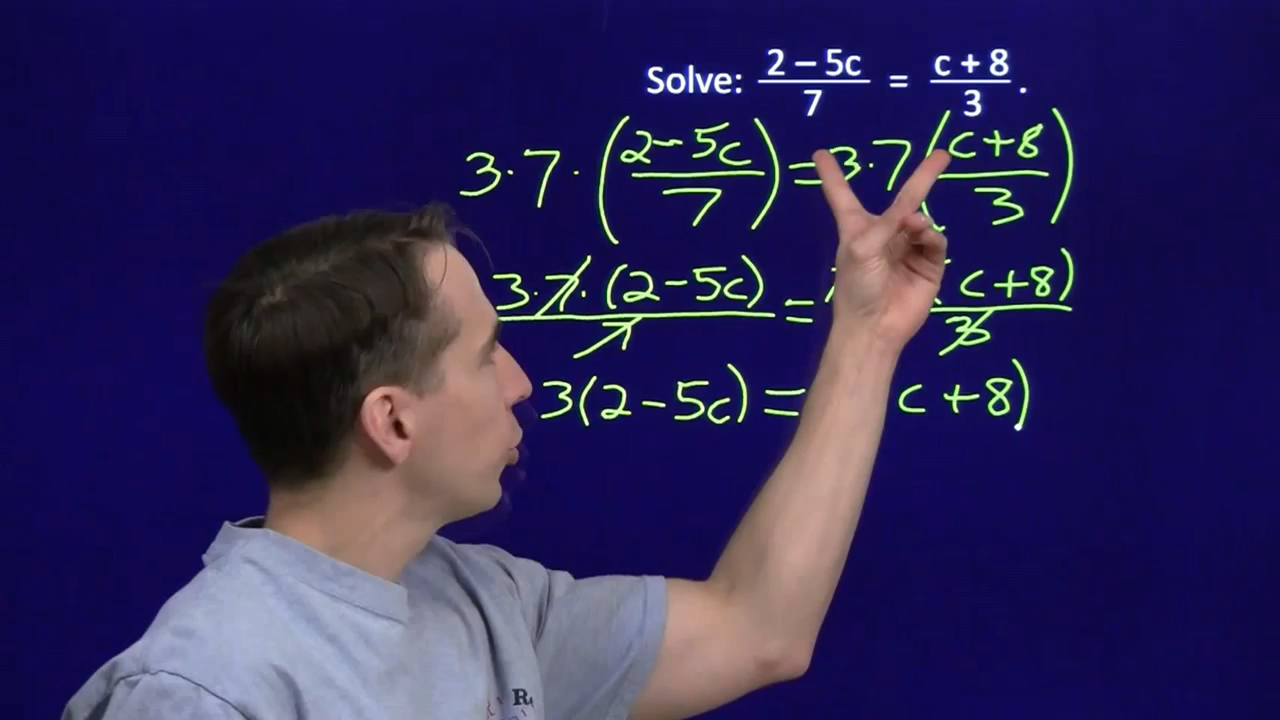 Solve: (2 – 5c)/7 = (c + 8)/3.
3·7·((2-5c)/7) = 3·7((c+8)/3)
3·7·(2-5c)/7 = (c+8)/3
3(2-5c) = c+8)
R